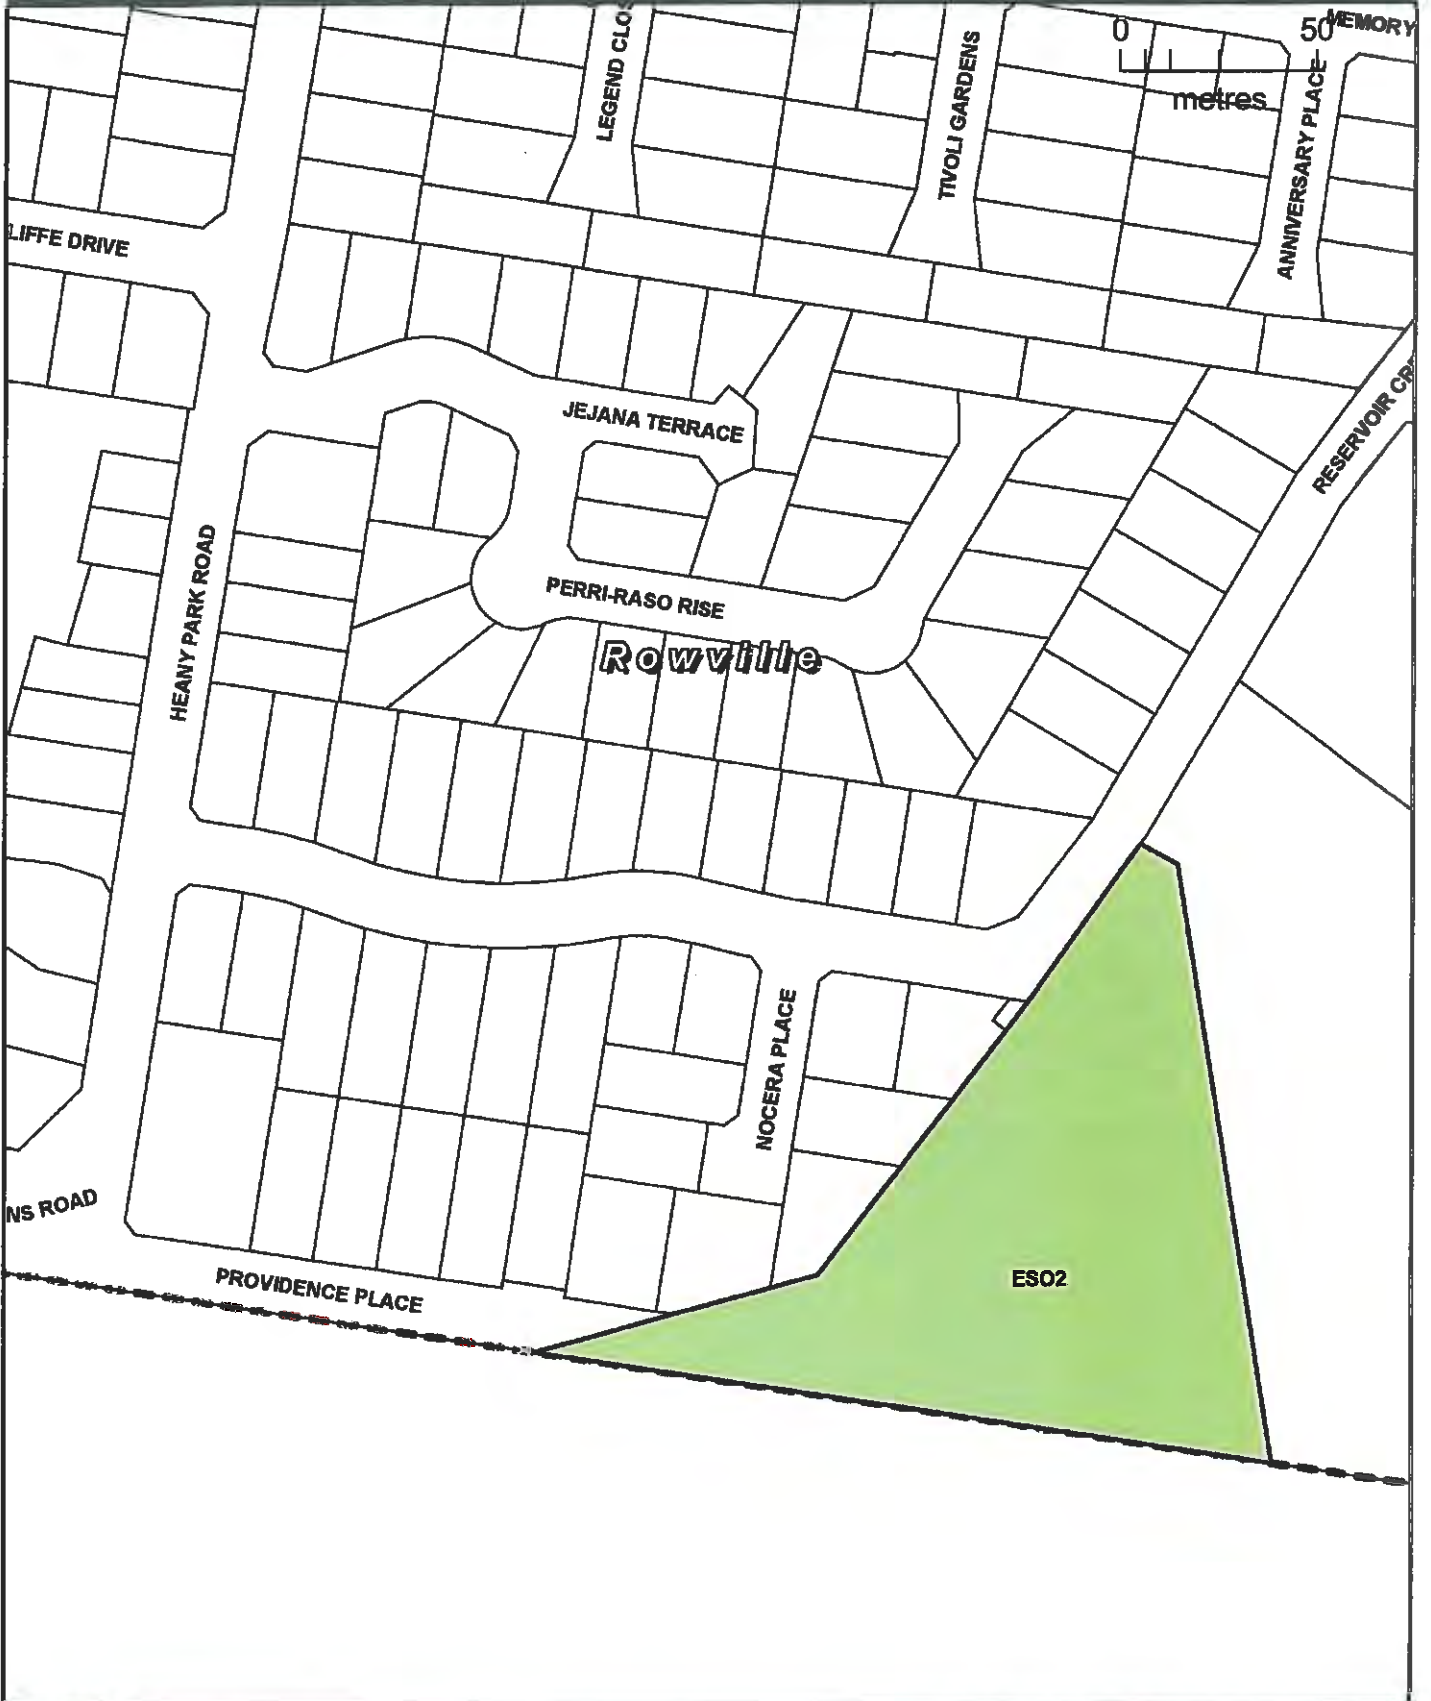 MEMORY
0 50
metres
LEGEND CLOS
TIVOLI GARDENS
ANNIVERSARY PLACE
LIFFE DRIVE
RESERVOIR CR
JEJANA TERRACE
HEANY PARK ROAD
PERRI-RASO RISE
Rowville
NOCERA PLACE
NS ROAD
PROVIDENCE PLACE
ESO2